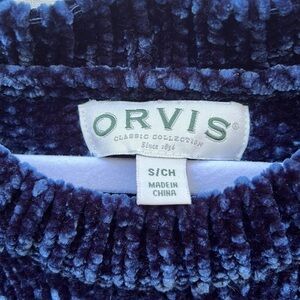 ORVIS®
CLASSIC COLLECTION
Since 1856
S/CH
MADE IN
CHINA